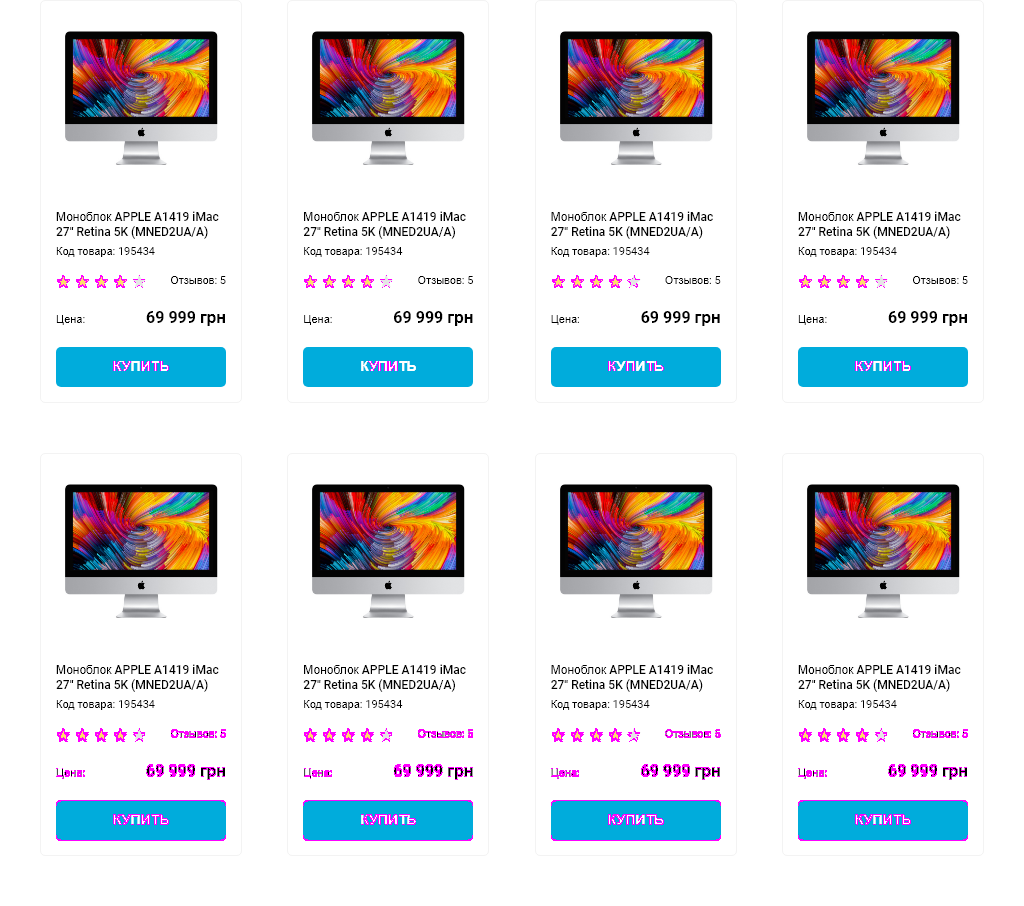 Моноблок APPLE A1419 iMac
27" Retina 5K (MNED2UA/A)
Код товара: 195434
Отзывов: 5
Цена: 69 999 грн
КУПИТЬ
Моноблок APPLE A1419 iMac
27" Retina 5K (MNED2UA/A)
Код товара: 195434
Отзывов: 5
Цена: 69 999 грн
КУПИТЬ
Моноблок APPLE A1419 iMac
27" Retina 5K (MNED2UA/A)
Код товара: 195434
Отзывов: 5
Цена: 69 999 грн
КУПИТЬ
Моноблок APPLE A1419 iMac
27" Retina 5K (MNED2UA/A)
Код товара: 195434
Отзывов: 5
Цена: 69 999 грн
КУПИТЬ
Моноблок APPLE A1419 iMac
27" Retina 5K (MNED2UA/A)
Код товара: 195434
Отзывов: 5
Цена: 69 999 грн
КУПИТЬ
Моноблок APPLE A1419 iMac
27" Retina 5K (MNED2UA/A)
Код товара: 195434
Отзывов: 5
Цена: 69 999 грн
КУПИТЬ
Моноблок APPLE A1419 iMac
27" Retina 5K (MNED2UA/A)
Код товара: 195434
Отзывов: 5
Цена: 69 999 грн
КУПИТЬ
Моноблок APPLE A1419 iMac
27" Retina 5K (MNED2UA/A)
Код товара: 195434
Отзывов: 5
Цена: 69 999 грн
КУПИТЬ